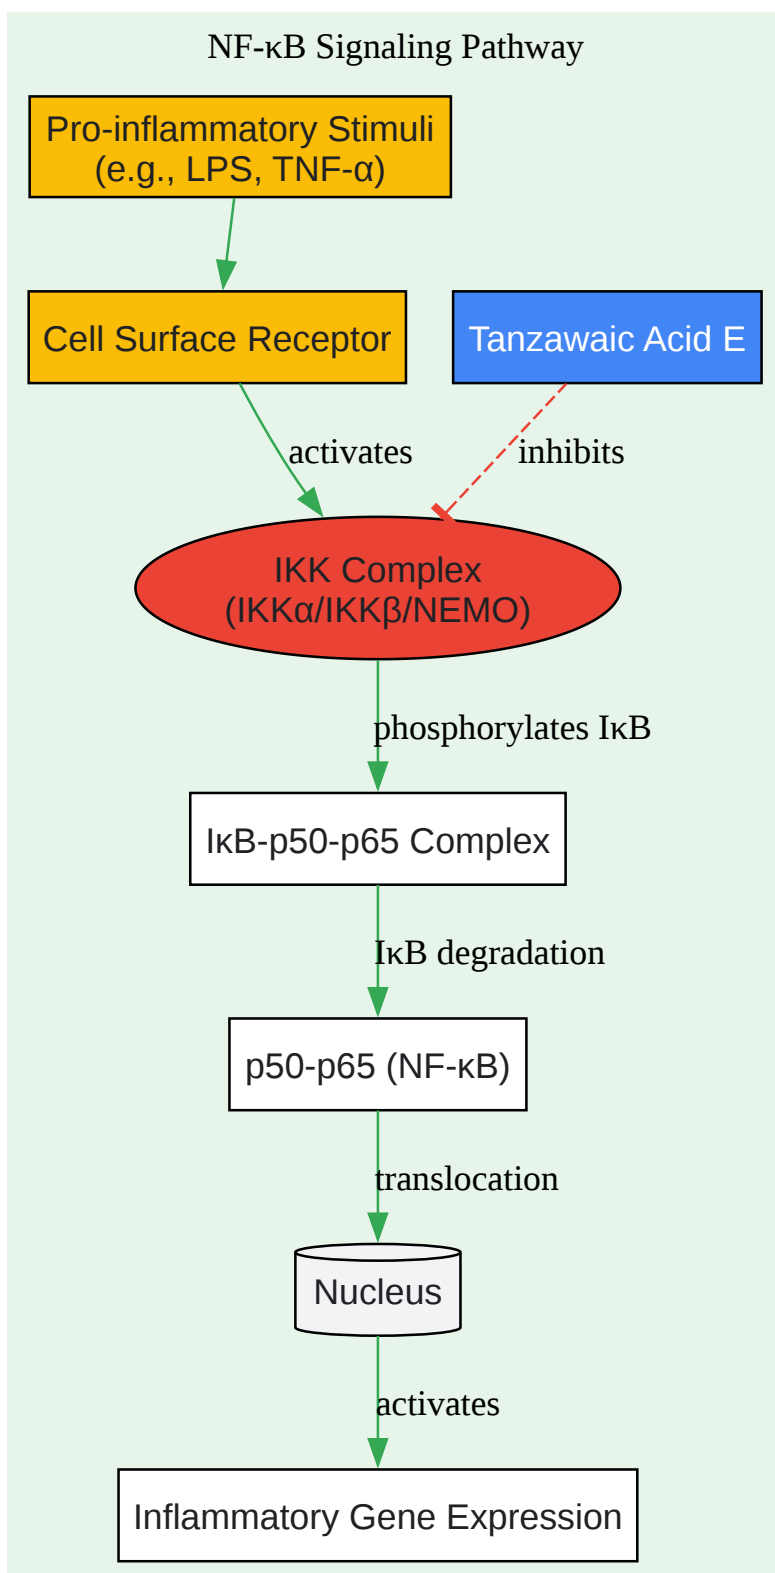 NF-κB Signaling Pathway
Pro-inflammatory Stimuli
(e.g., LPS, TNF-α)
Cell Surface Receptor
Tanzawaic Acid E
activates
inhibits
IKK Complex
(IKKα/IKKβ/NEMO)
phosphorylates IκB
IκB-p50-p65 Complex
IκB degradation
p50-p65 (NF-κB)
translocation
Nucleus
activates
Inflammatory Gene Expression